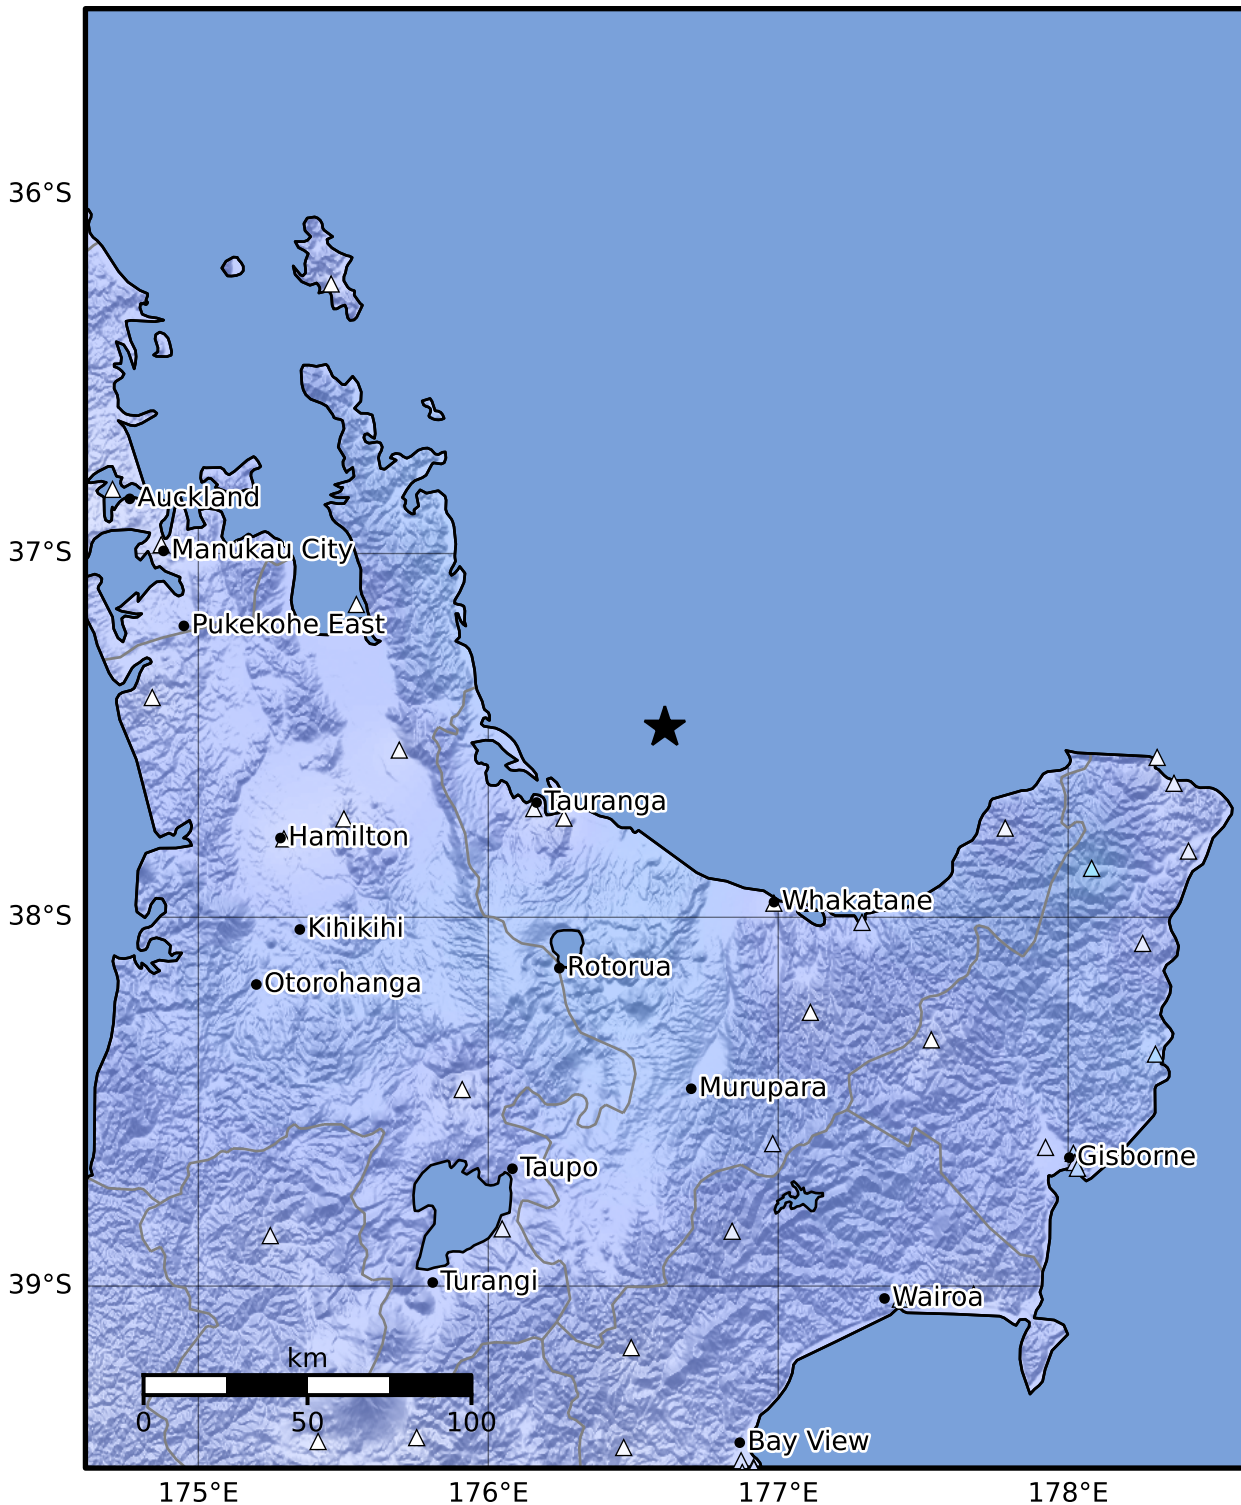 36°S
Auckland
37°S
Manukau City
Pukekohe East
Tauranga
Hamilton
Whakatane
38°S
Kihikihi
Rotorua
Otorohanga
Murupara
Gisborne
Taupo
39°S
Turangi
Wairoa
km
0 50 100
Bay View
175°E 176°E 177°E 178°E